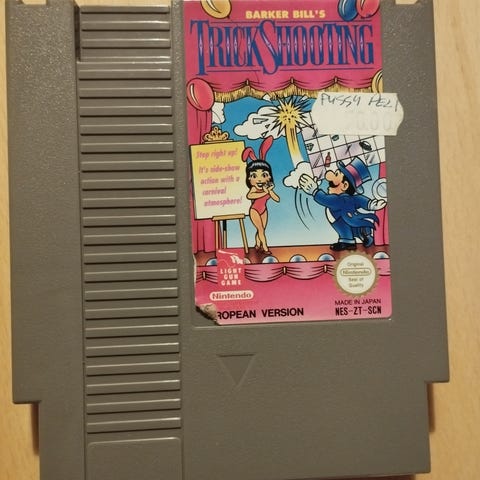 BARKER BILL'S
TRICK SHOOTING
Step right up!
It's side-show
action with a
carnival
atmosphere!
LIGHT
GUN
GAME
Nintendo
Original
Nintendo
Seal of
Quality
MADE IN JAPAN
ROPEAN VERSION
NES-ZT-SCN